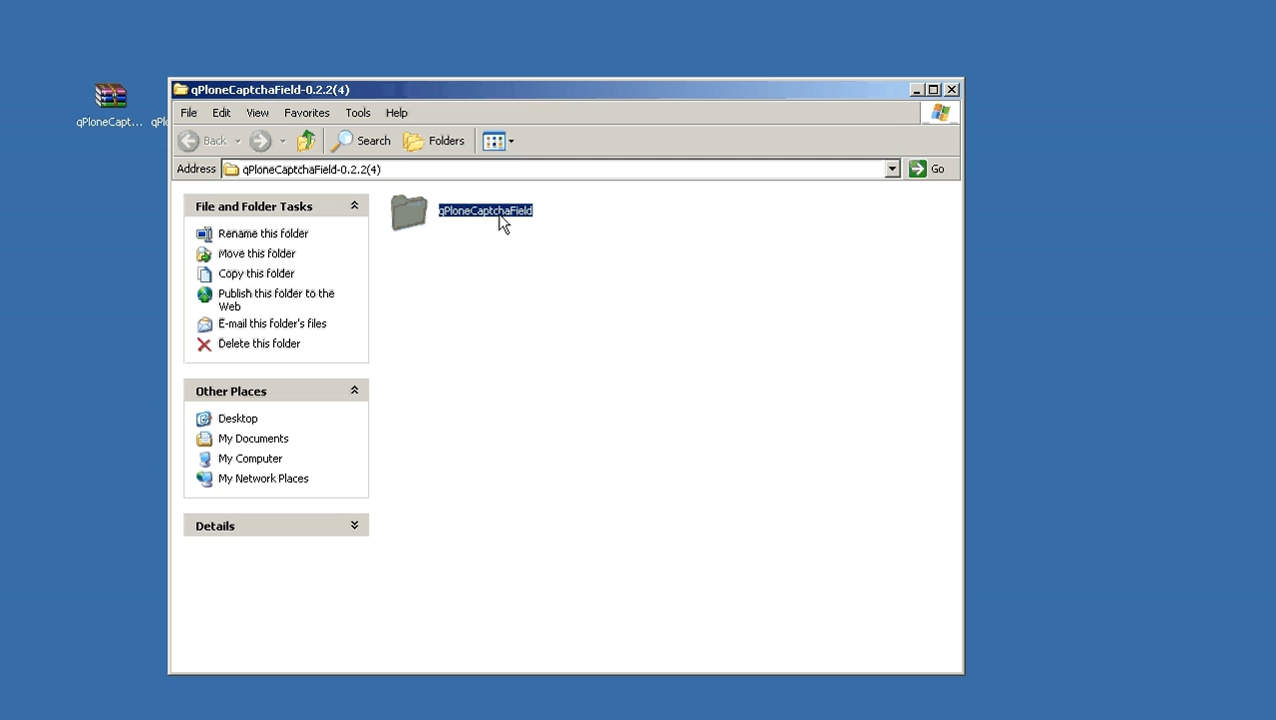 qPloneCaptchaField-0.2.2(4)
File Edit View Favorites Tools Help
Back Search Folders
Address qPloneCaptchaField-0.2.2(4) Go
qPloneCapt... qPl
File and Folder Tasks
Rename this folder
Move this folder
Copy this folder
Publish this folder to the
Web
E-mail this folder's files
Delete this folder
Other Places
Desktop
My Documents
My Computer
My Network Places
Details
qPloneCaptchaField